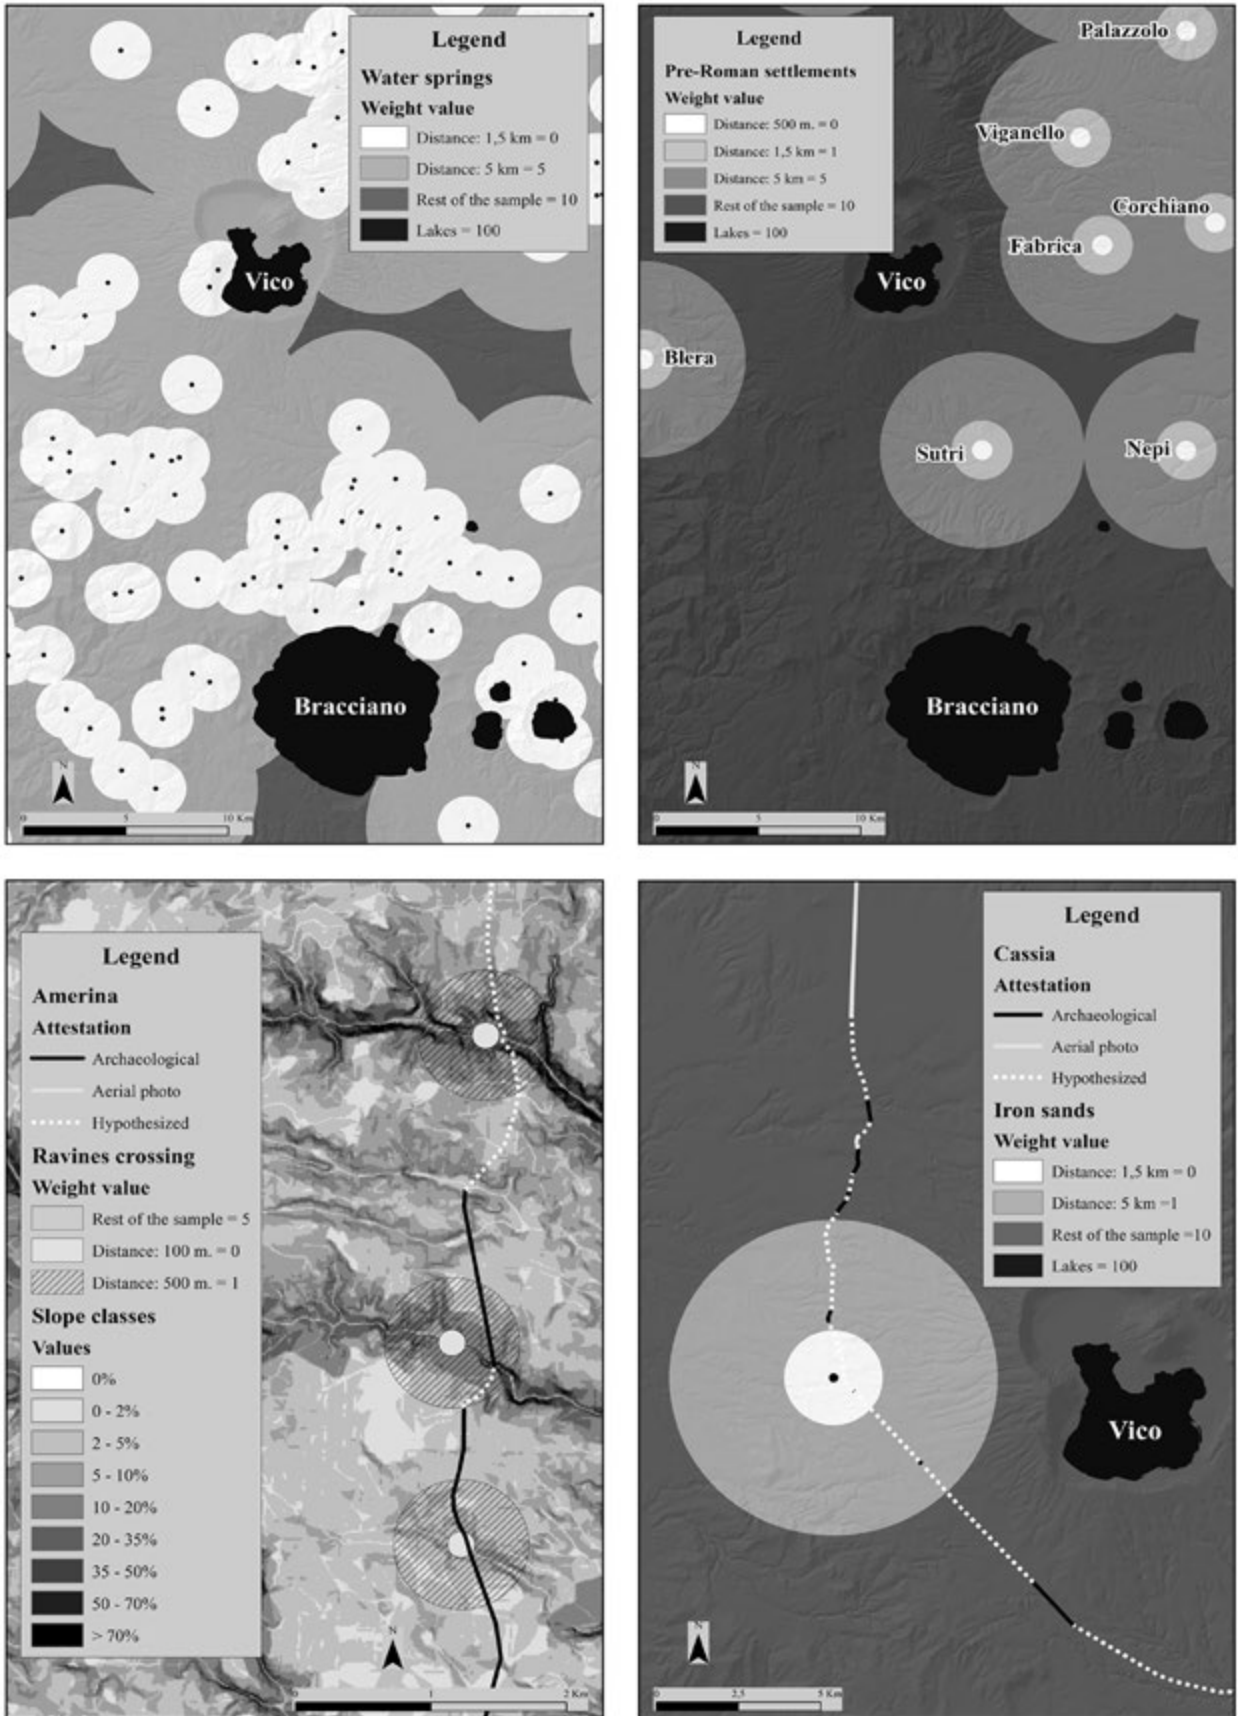 Legend
Water springs
Weight value
Distance: 1,5 km = 0
Distance: 5 km = 5
Rest of the sample = 10
Lakes = 100
Vico
Bracciano
N
0 5 10 Km
Legend
Pre-Roman settlements
Weight value
Distance: 500 m. = 0
Distance: 1,5 km = 1
Distance: 5 km = 5
Rest of the sample = 10
Lakes = 100
Palazzolo
Viganello
Corchiano
Fabrica
Vico
Blera
Sutri
Nepi
Bracciano
N
0 5 10 Km
Legend
Amerina
Attestation
Archaeological
Aerial photo
Hypothesized
Ravines crossing
Weight value
Rest of the sample = 5
Distance: 100 m. = 0
Distance: 500 m. = 1
Slope classes
Values
0%
0 - 2%
2 - 5%
5 - 10%
10 - 20%
20 - 35%
35 - 50%
50 - 70%
> 70%
N
0 1 2 Km
Legend
Cassia
Attestation
Archaeological
Aerial photo
Hypothesized
Iron sands
Weight value
Distance: 1,5 km = 0
Distance: 5 km =1
Rest of the sample =10
Lakes = 100
Vico
N
0 2,5 5 Km